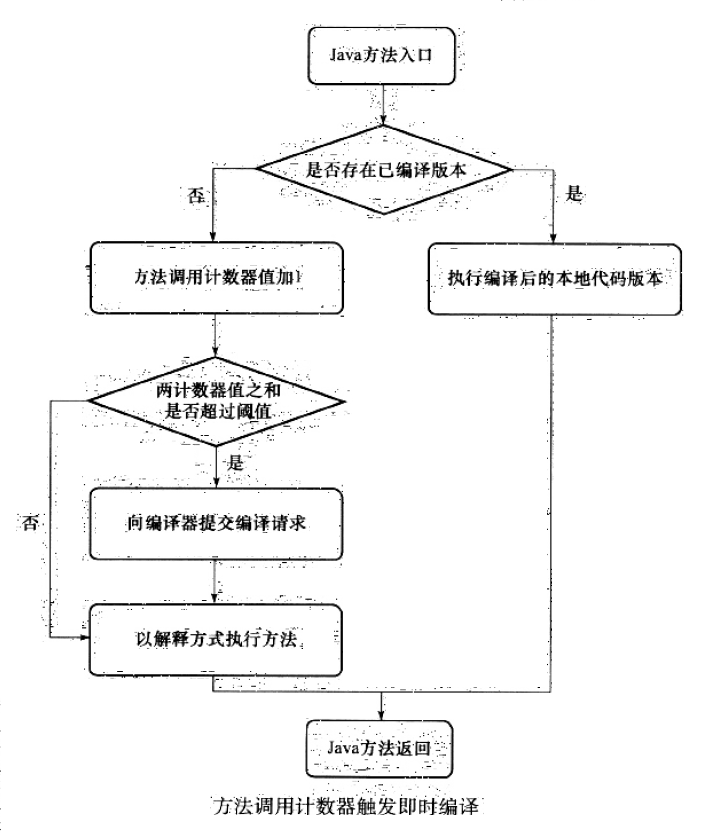 Java方法入口
是否存在已编译版本
否
是
方法调用计数器值加1
执行编译后的本地代码版本
两计数器值之和
是否超过阈值
是
否
向编译器提交编译请求
以解释方式执行方法
Java方法返回
方法调用计数器触发即时编译